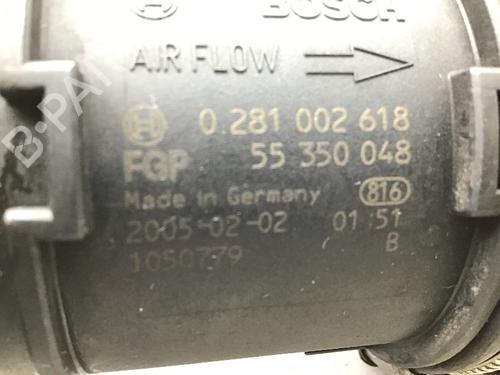 BOSCH
AIR FLOW
0 281 002 618
FGP 55 350 048
Made in Germany 816
2005-02-02 01 51
1050779 B
B-PA